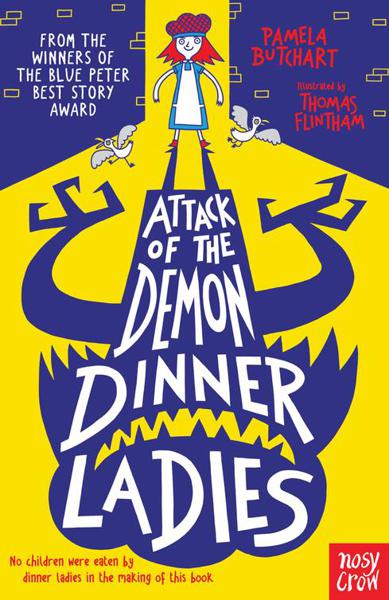 FROM THE
WINNERS OF
THE BLUE PETER
BEST STORY
AWARD
PAMELA
BUTCHART
Illustrated by
THOMAS
FLINTHAM
ATTACK
OF THE
DEMON
DINNER
LADIES
No children were eaten by
dinner ladies in the making of this book
nosy
crow